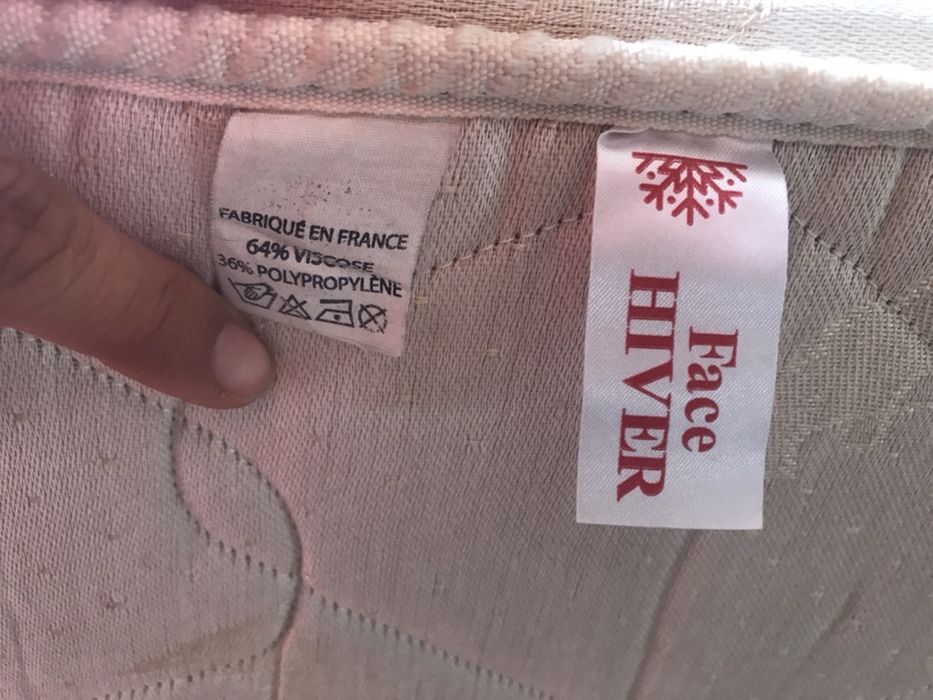 FABRIQUÉ EN FRANCE
64% VISCOSE
36% POLYPROPYLÈNE
Face
HIVER